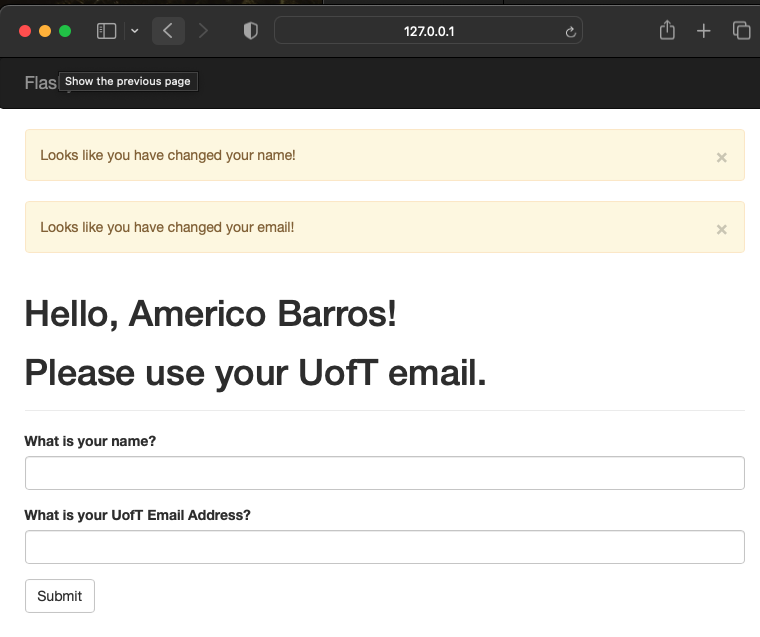 127.0.0.1
Show the previous page
Looks like you have changed your name!
×
Looks like you have changed your email!
×
Hello, Americo Barros!
Please use your UofT email.
What is your name?
What is your UofT Email Address?
Submit